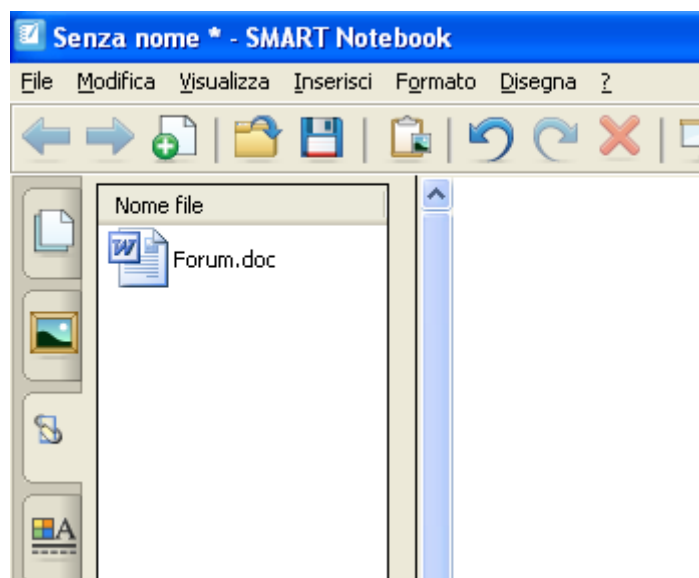 Senza nome * - SMART Notebook
File Modifica Visualizza Inserisci Formato Disegna ?
Nome file
Forum.doc